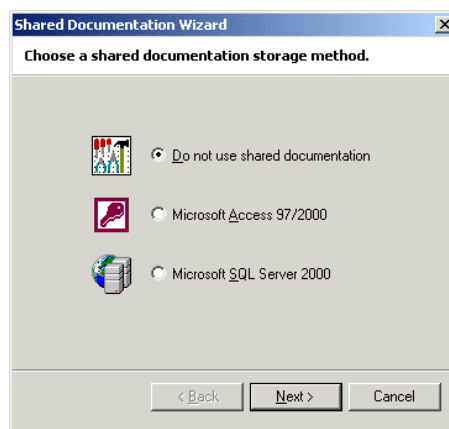 Shared Documentation Wizard
Choose a shared documentation storage method.
Do not use shared documentation
Microsoft Access 97/2000
Microsoft SQL Server 2000
< Back Next > Cancel